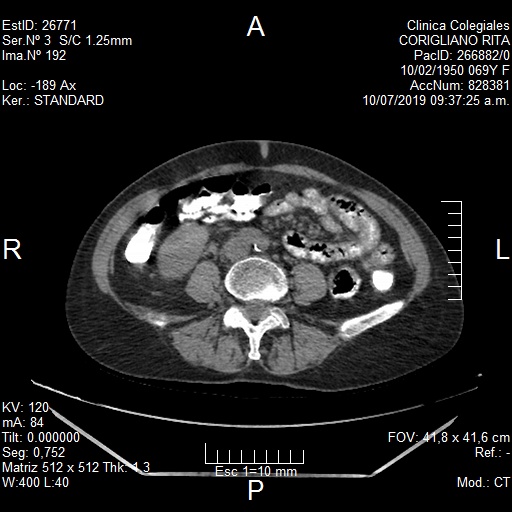 EstID: 26771
Ser.Nº 3 S/C 1.25mm
Ima.Nº 192
Loc: -189 Ax
Ker.: STANDARD
A
Clinica Colegiales
CORIGLIANO RITA
PacID: 266882/0
10/02/1950 069Y F
AccNum: 828381
10/07/2019 09:37:25 a.m.
R
L
KV: 120
mA: 84
Tilt: 0.000000
Seg: 0,752
Matriz 512 x 512 Thk: 1.3
W:400 L:40
Esc 1=10 mm
P
FOV: 41,8 x 41,6 cm
Ref.: -
Mod.: CT